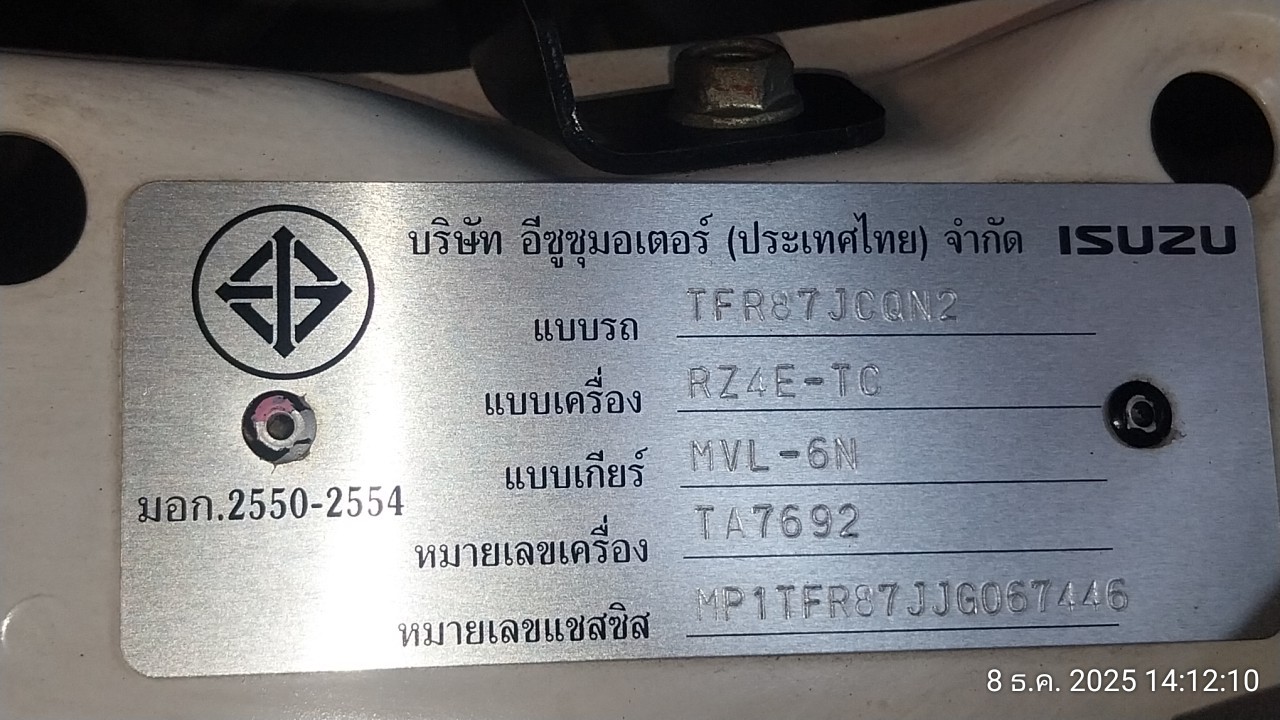 บริษัท อีซูซุมอเตอร์ (ประเทศไทย) จำกัด ISUZU
แบบรถ TFR87JCQN2
แบบเครื่อง RZ4E-TC
แบบเกียร์ MVL-6N
มอก.2550-2554
หมายเลขเครื่อง TA7692
หมายเลขแชสซิส MP1TFR87JJG067446
8 ธ.ค. 2025 14:12:10